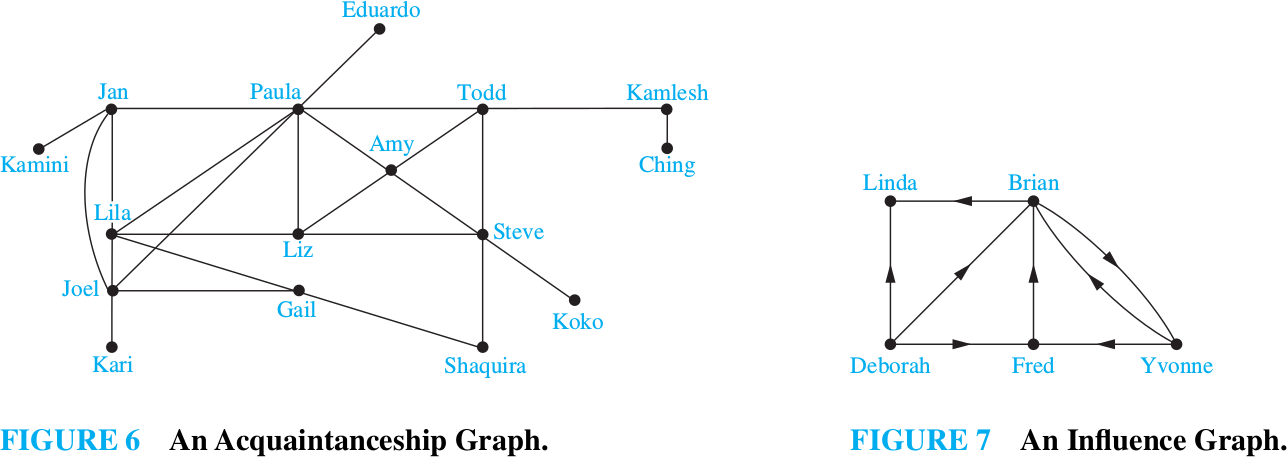 Eduardo
Jan Paula Todd Kamlesh
Amy
Kamini Ching
Lila
Steve
Liz
Joel
Gail
Koko
Kari Shaquira
FIGURE 6 An Acquaintanceship Graph.
Linda Brian
Deborah Fred Yvonne
FIGURE 7 An Influence Graph.